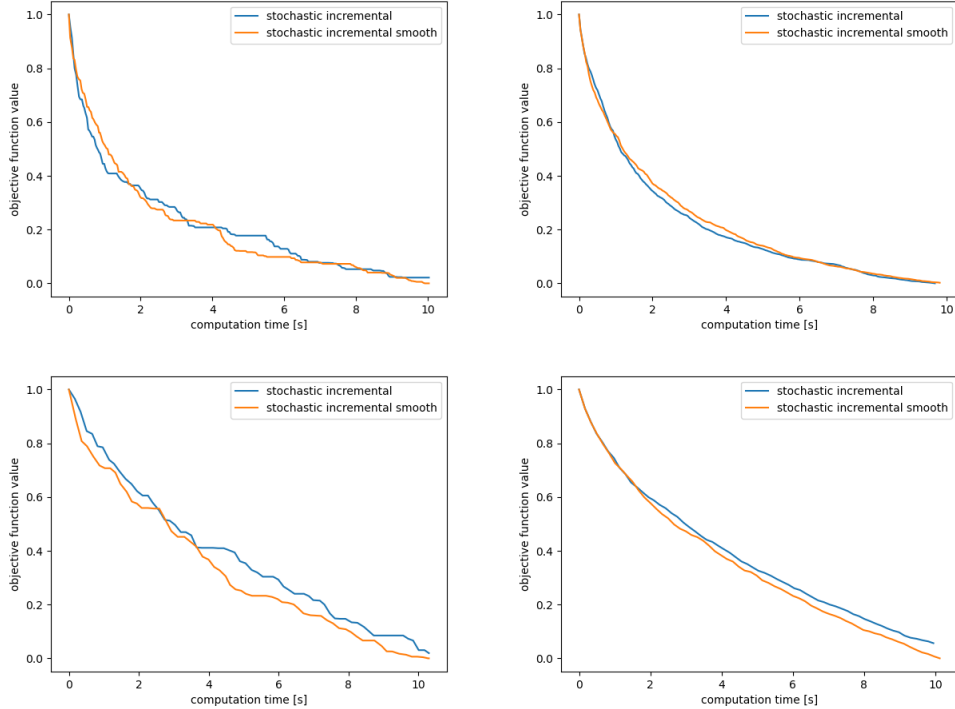 stochastic incremental
stochastic incremental smooth
1.0
0.8
0.6
0.4
0.2
0.0
objective function value
0 2 4 6 8 10
computation time [s]
stochastic incremental
stochastic incremental smooth
1.0
0.8
0.6
0.4
0.2
0.0
objective function value
0 2 4 6 8 10
computation time [s]
stochastic incremental
stochastic incremental smooth
1.0
0.8
0.6
0.4
0.2
0.0
objective function value
0 2 4 6 8 10
computation time [s]
stochastic incremental
stochastic incremental smooth
1.0
0.8
0.6
0.4
0.2
0.0
objective function value
0 2 4 6 8 10
computation time [s]